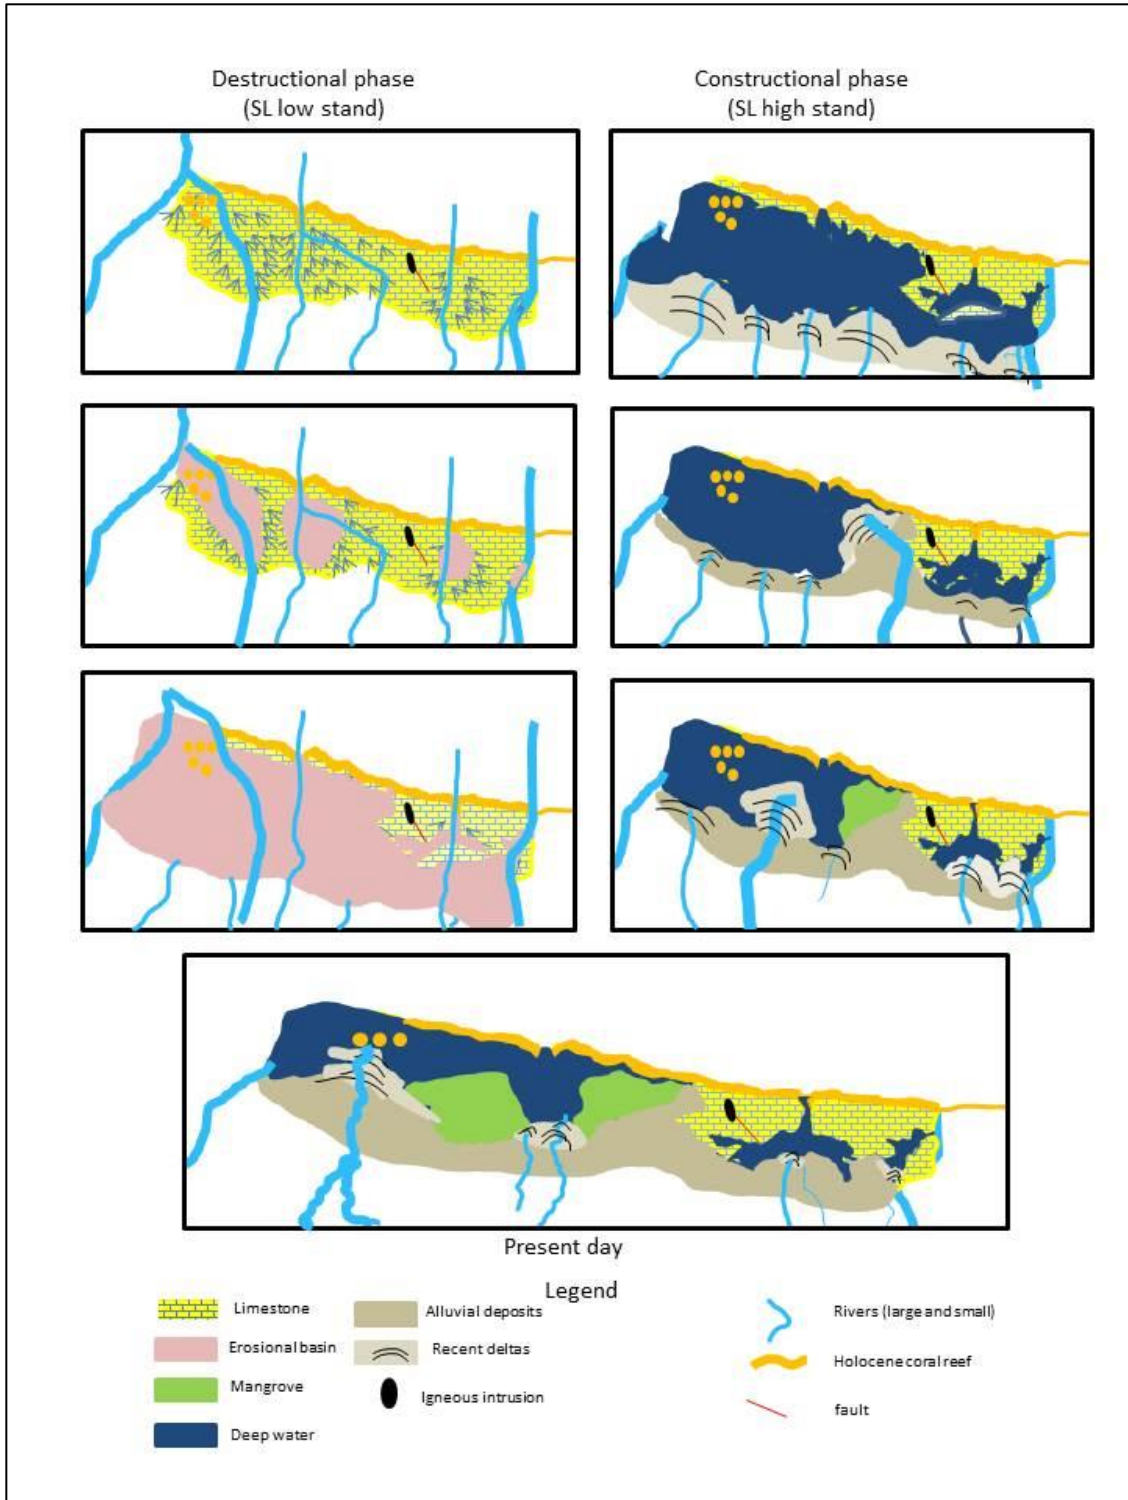 Destructional phase
(SL low stand)
Constructional phase
(SL high stand)
Present day
Legend
Limestone
Erosional basin
Mangrove
Deep water
Alluvial deposits
Recent deltas
Igneous intrusion
Rivers (large and small)
Holocene coral reef
fault